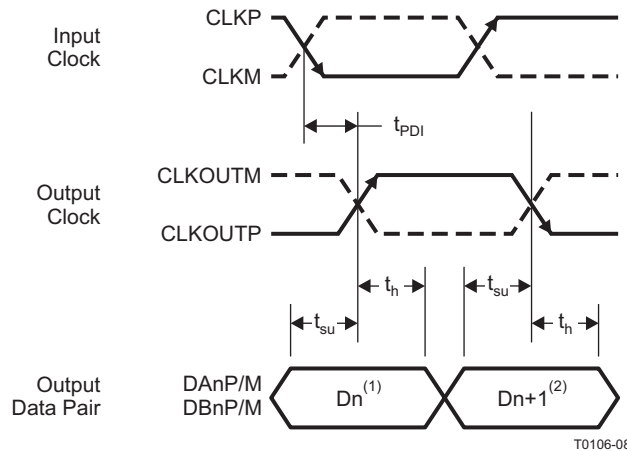 Input
Clock
CLKP
CLKM
tPDI
Output
Clock
CLKOUTM
CLKOUTP
tsu
th
tsu
th
Output
Data Pair
DAnP/M
DBnP/M
Dn(1)
Dn+1(2)
T0106-08